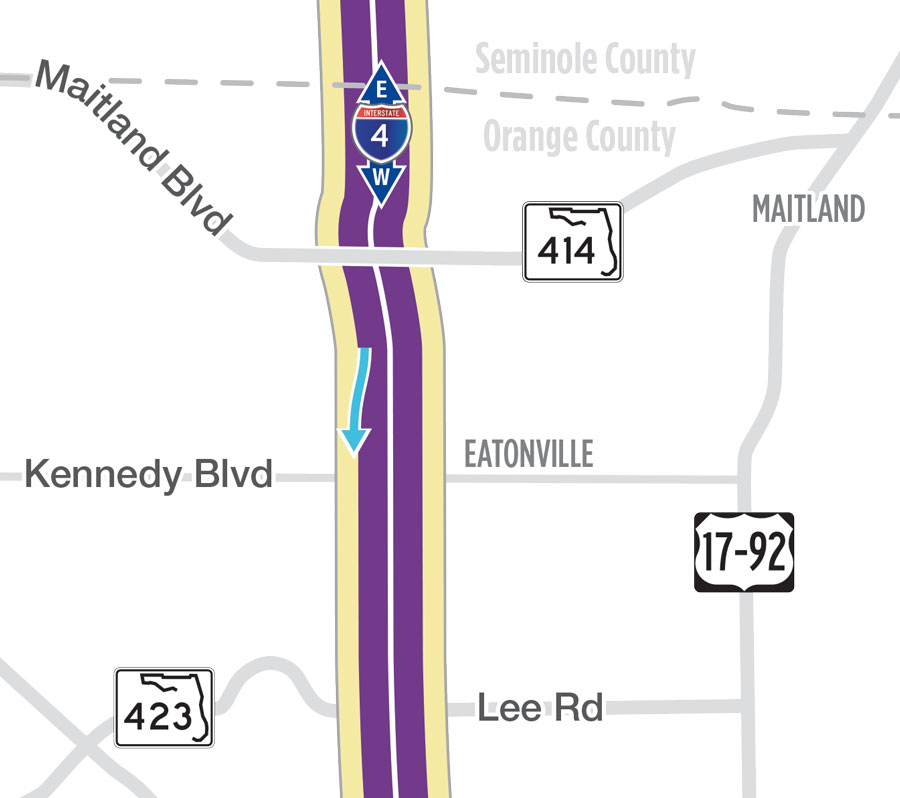 Seminole County
Maitland Blvd
E
INTERSTATE
4
Orange County
W
MAITLAND
414
EATONVILLE
Kennedy Blvd
17-92
423
Lee Rd